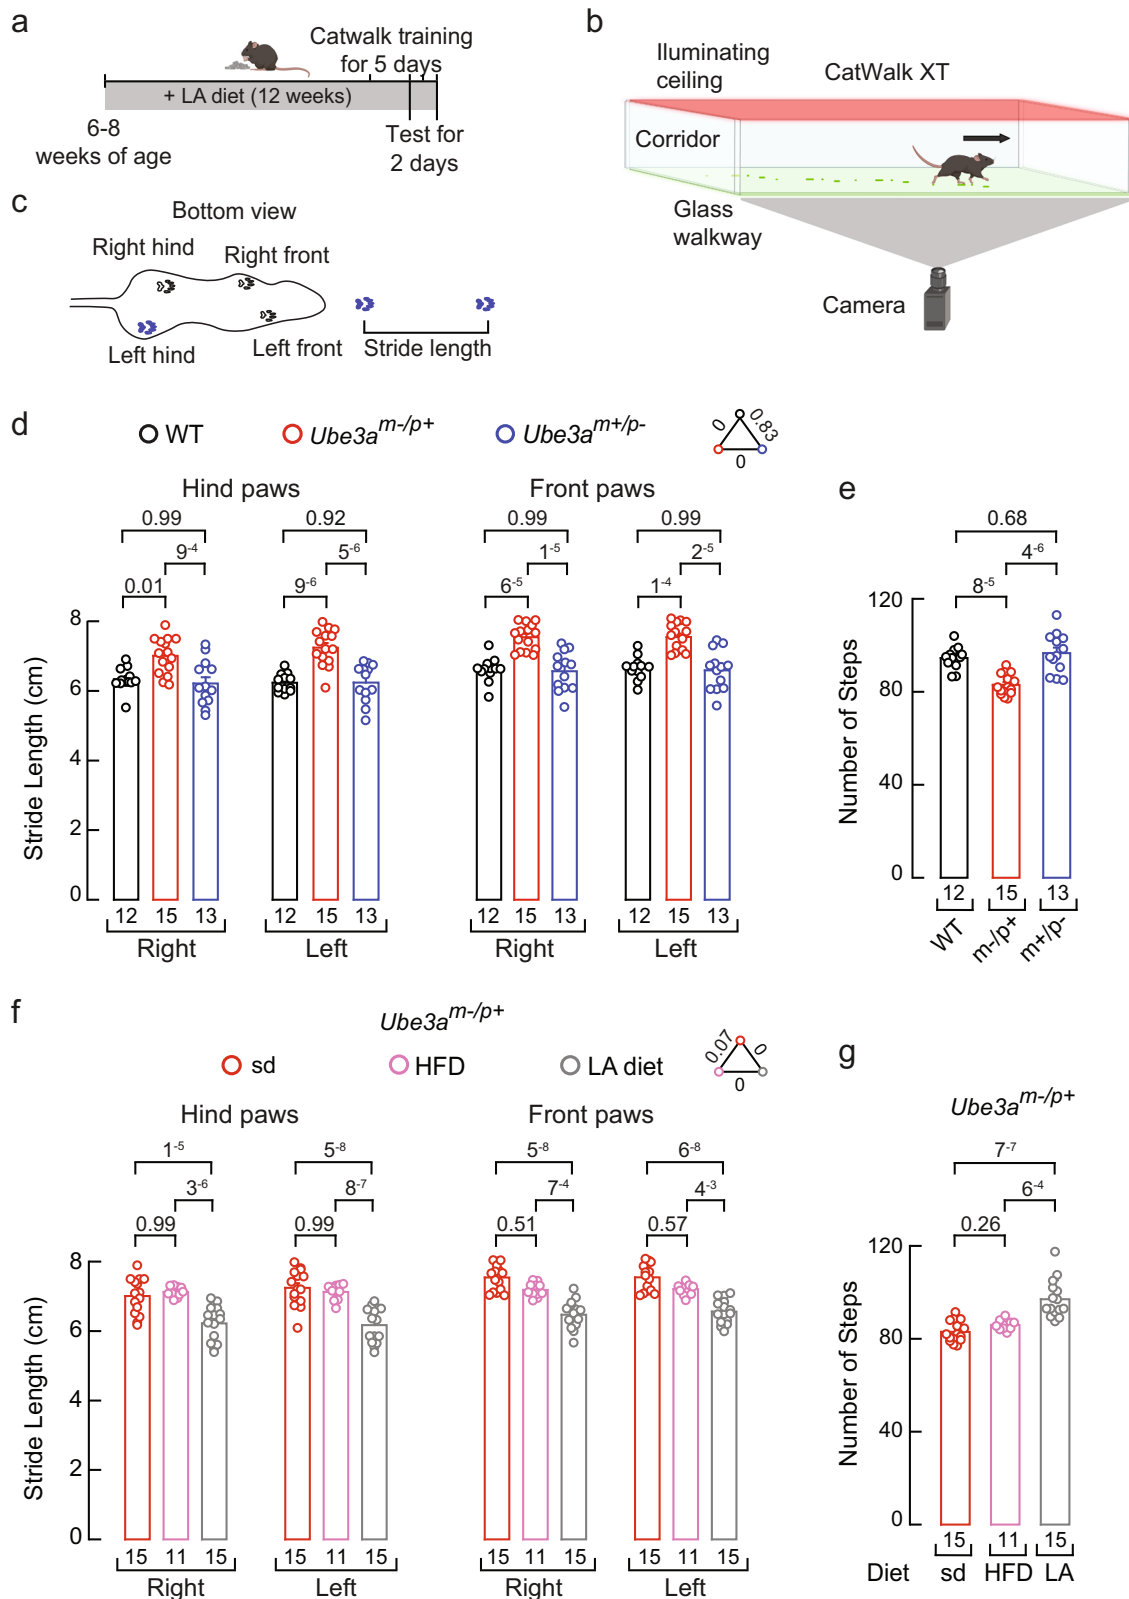 a
Catwalk training
for 5 days
+ LA diet (12 weeks)
6-8
weeks of age
Test for
2 days
b
Iluminating
ceiling
CatWalk XT
Corridor
Glass
walkway
Camera
c
Bottom view
Right hind
Right front
Left hind
Left front
Stride length
d
WT
Ube3a^m-/p+
Ube3a^m+/p-
0
0.83
0
Hind paws
Front paws
0.99
0.92
0.99
0.99
9^-4
5^-6
1^-5
2^-5
0.01
9^-6
6^-5
1^-4
Stride Length (cm)
8
6
4
2
0
12 15 13
12 15 13
12 15 13
12 15 13
Right
Left
Right
Left
e
0.68
4^-6
8^-5
Number of Steps
120
80
40
0
12
15
13
WT
m-/p+
m+/p-
f
Ube3a^m-/p+
sd
HFD
LA diet
0.07
0
0
Hind paws
Front paws
1^-5
5^-8
5^-8
6^-8
3^-6
8^-7
7^-4
4^-3
0.99
0.99
0.51
0.57
Stride Length (cm)
8
6
4
2
0
15 11 15
15 11 15
15 11 15
15 11 15
Right
Left
Right
Left
g
Ube3a^m-/p+
7^-7
6^-4
0.26
Number of Steps
120
80
40
0
15
11
15
Diet
sd
HFD
LA